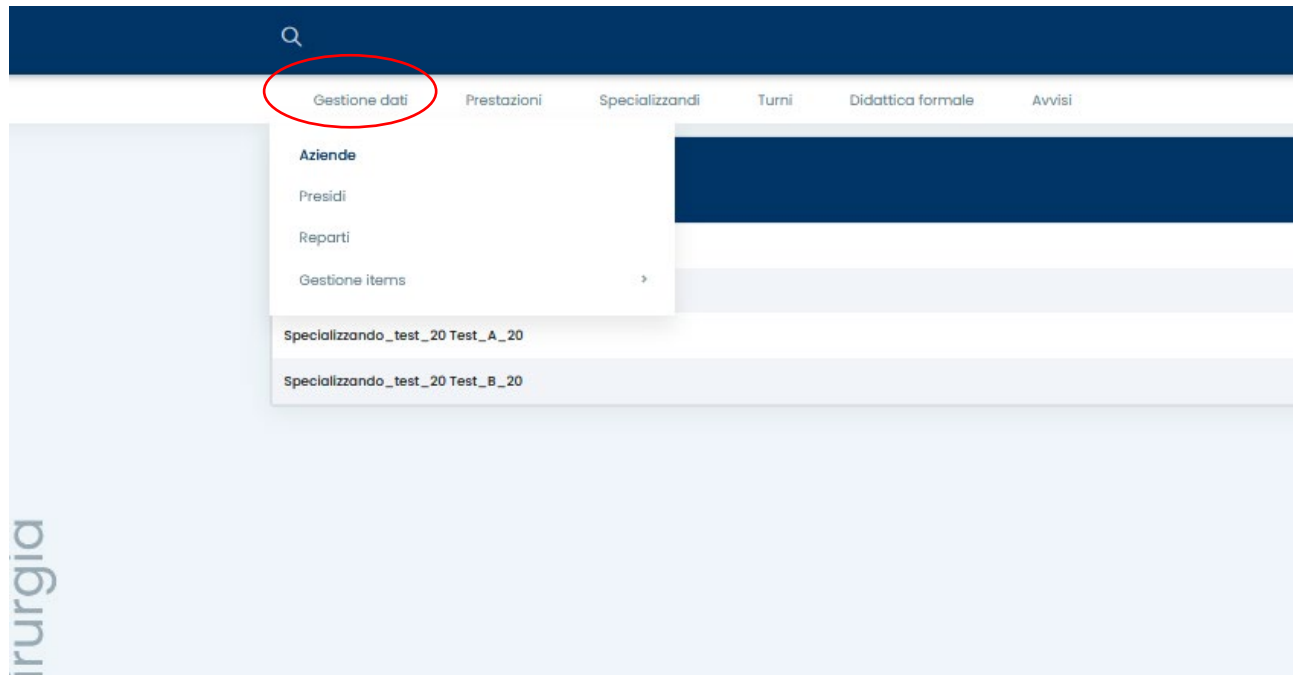 Gestione dati Prestazioni Specializzandi Turni Didattica formale Avvisi
Aziende
Presidi
Reparti
Gestione items
Specializzando_test_20 Test_A_20
Specializzando_test_20 Test_B_20
irurgia